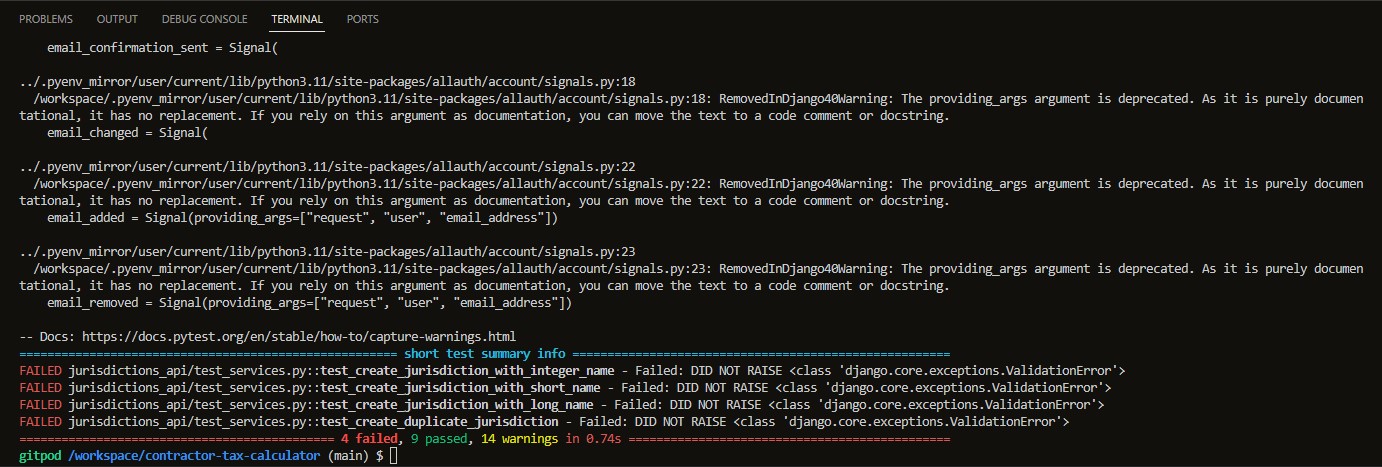 PROBLEMS OUTPUT DEBUG CONSOLE TERMINAL PORTS
email_confirmation_sent = Signal(
../.pyenv_mirror/user/current/lib/python3.11/site-packages/allauth/account/signals.py:18
/workspace/.pyenv_mirror/user/current/lib/python3.11/site-packages/allauth/account/signals.py:18: RemovedInDjango40Warning: The providing_args argument is deprecated. As it is purely documen
tational, it has no replacement. If you rely on this argument as documentation, you can move the text to a code comment or docstring.
email_changed = Signal(
../.pyenv_mirror/user/current/lib/python3.11/site-packages/allauth/account/signals.py:22
/workspace/.pyenv_mirror/user/current/lib/python3.11/site-packages/allauth/account/signals.py:22: RemovedInDjango40Warning: The providing_args argument is deprecated. As it is purely documen
tational, it has no replacement. If you rely on this argument as documentation, you can move the text to a code comment or docstring.
email_added = Signal(providing_args=["request", "user", "email_address"])
../.pyenv_mirror/user/current/lib/python3.11/site-packages/allauth/account/signals.py:23
/workspace/.pyenv_mirror/user/current/lib/python3.11/site-packages/allauth/account/signals.py:23: RemovedInDjango40Warning: The providing_args argument is deprecated. As it is purely documen
tational, it has no replacement. If you rely on this argument as documentation, you can move the text to a code comment or docstring.
email_removed = Signal(providing_args=["request", "user", "email_address"])
-- Docs: https://docs.pytest.org/en/stable/how-to/capture-warnings.html
====================================================== short test summary info ======================================================
FAILED jurisdictions_api/test_services.py::test_create_jurisdiction_with_integer_name - Failed: DID NOT RAISE <class 'django.core.exceptions.ValidationError'>
FAILED jurisdictions_api/test_services.py::test_create_jurisdiction_with_short_name - Failed: DID NOT RAISE <class 'django.core.exceptions.ValidationError'>
FAILED jurisdictions_api/test_services.py::test_create_jurisdiction_with_long_name - Failed: DID NOT RAISE <class 'django.core.exceptions.ValidationError'>
FAILED jurisdictions_api/test_services.py::test_create_duplicate_jurisdiction - Failed: DID NOT RAISE <class 'django.core.exceptions.ValidationError'>
============================================= 4 failed, 9 passed, 14 warnings in 0.74s ==============================================
gitpod /workspace/contractor-tax-calculator (main) $